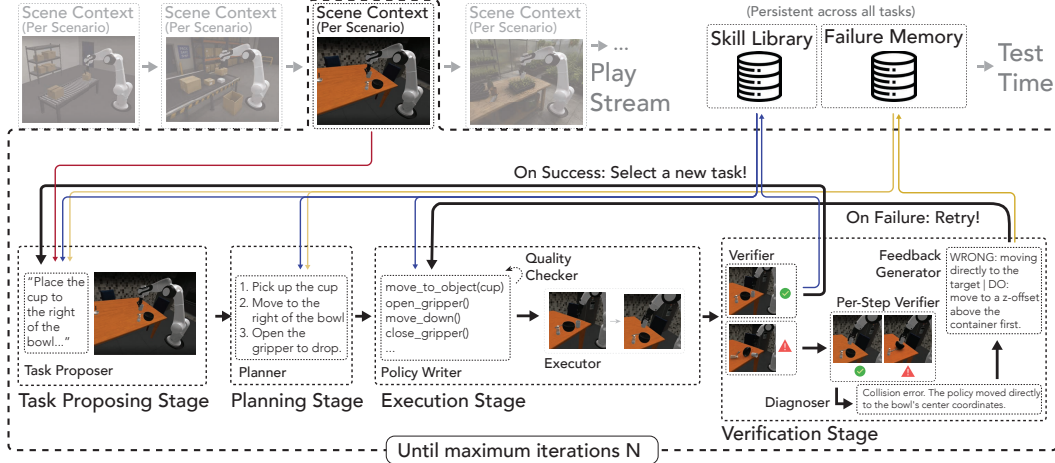 Scene Context
(Per Scenario)
Scene Context
(Per Scenario)
Scene Context
(Per Scenario)
Scene Context
(Per Scenario)
...
Play
Stream
(Persistent across all tasks)
Skill Library
Failure Memory
Test
Time
On Success: Select a new task!
On Failure: Retry!
“Place the
cup to
the right
of the
bowl...”
Task Proposer
Task Proposing Stage
1. Pick up the cup
2. Move to the
right of the bowl
3. Open the
gripper to drop.
Planner
Planning Stage
Quality
Checker
move_to_object(cup)
open_gripper()
move_down()
close_gripper()
...
Policy Writer
Executor
Execution Stage
Verifier
Feedback
Generator
WRONG: moving
directly to the
target | DO:
move to a z-offset
above the
container first.
Per-Step Verifier
Diagnoser
Collision error. The policy moved directly
to the bowl's center coordinates.
Verification Stage
Until maximum iterations N